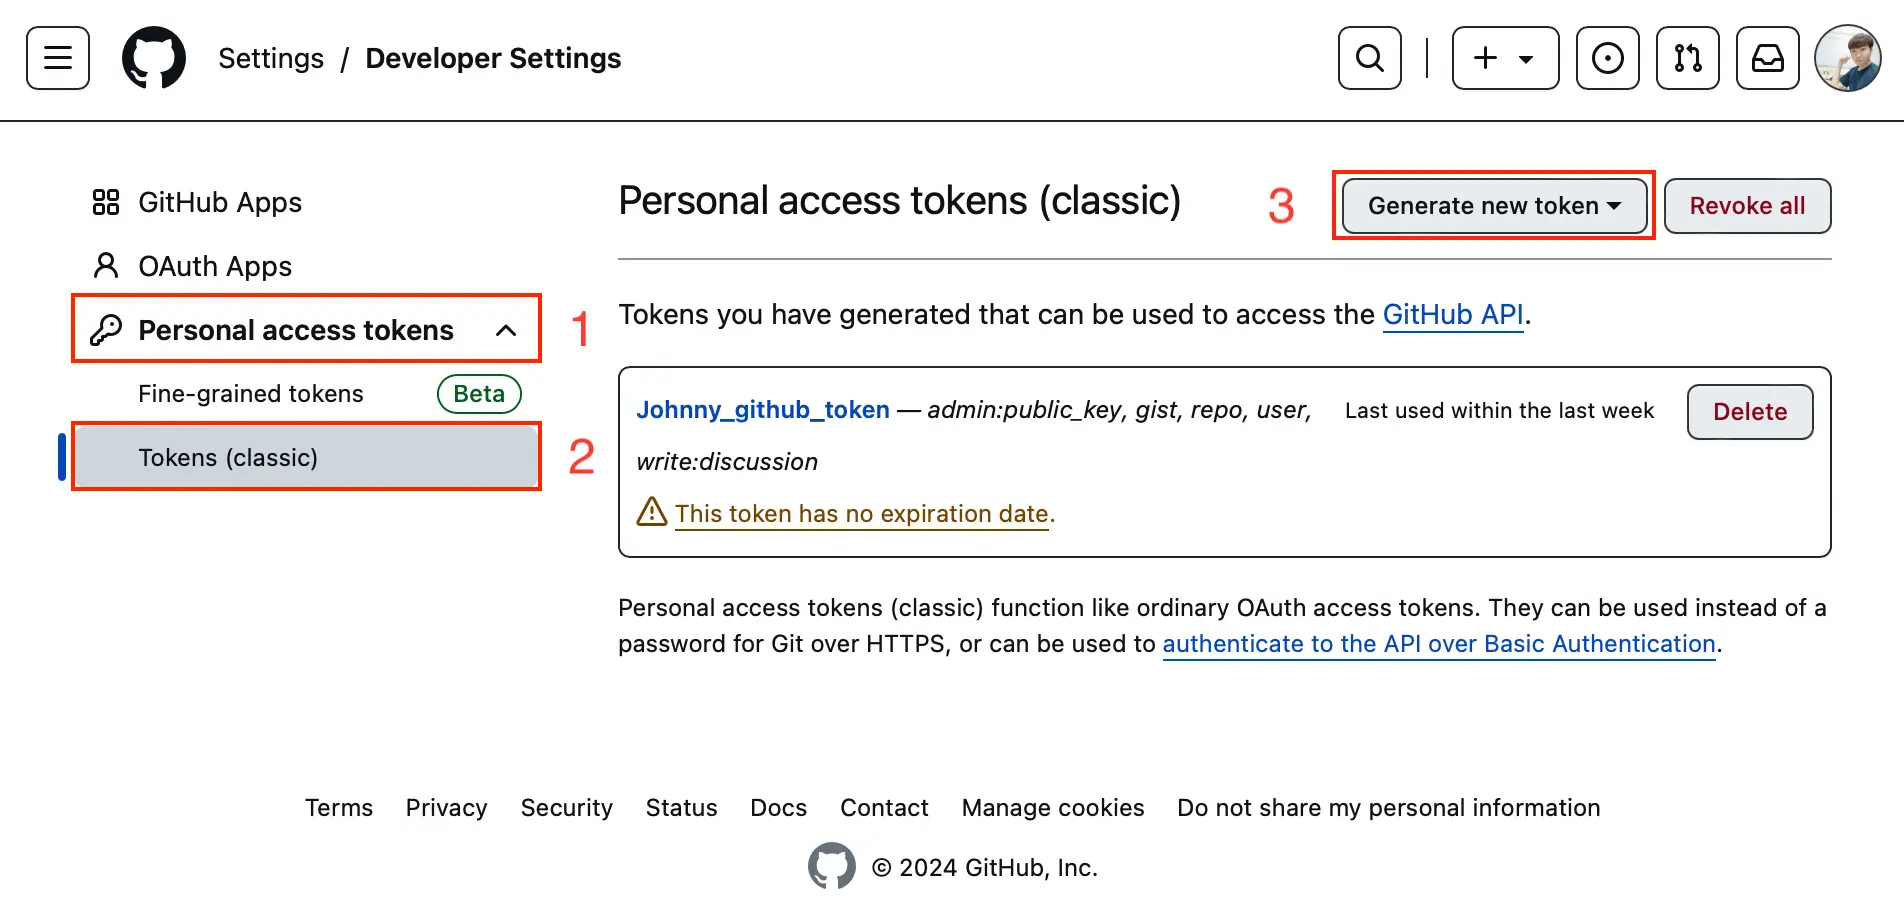 Settings / Developer Settings
GitHub Apps
OAuth Apps
Personal access tokens
1
Fine-grained tokens Beta
Tokens (classic)
2
Personal access tokens (classic)
3
Generate new token
Revoke all
Tokens you have generated that can be used to access the GitHub API.
Johnny_github_token — admin:public_key, gist, repo, user, Last used within the last week Delete
write:discussion
This token has no expiration date.
Personal access tokens (classic) function like ordinary OAuth access tokens. They can be used instead of a
password for Git over HTTPS, or can be used to authenticate to the API over Basic Authentication.
Terms Privacy Security Status Docs Contact Manage cookies Do not share my personal information
© 2024 GitHub, Inc.